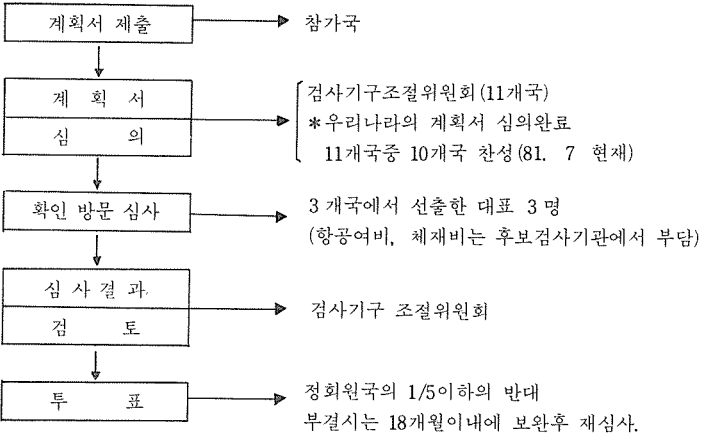 계획서 제출 참가국
계 획 서
심 의
검사기구조절위원회(11개국)
*우리나라의 계획서 심의완료
11개국중 10개국 찬성(81. 7 현재)
확인 방문 심사
3개국에서 선출한 대표 3명
(항공여비, 체재비는 후보검사기관에서 부담)
심 사 결 과
검 토
검사기구 조절위원회
투 표
정회원국의 1/5이하의 반대
부결시는 18개월이내에 보완후 재심사.